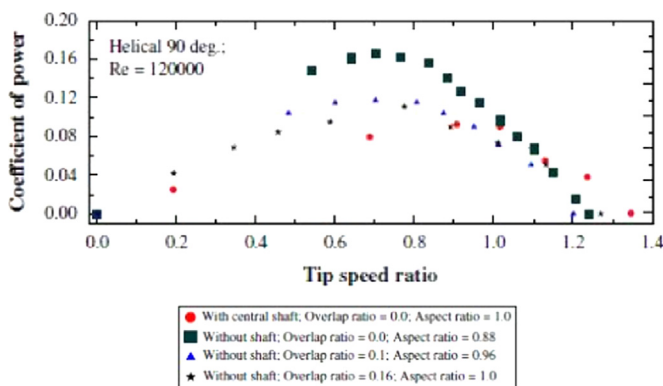 0.20
0.16
0.12
0.08
0.04
0.00
Coefficient of power
Helical 90 deg.;
Re = 120000
0.0 0.2 0.4 0.6 0.8 1.0 1.2 1.4
Tip speed ratio
With central shaft; Overlap ratio = 0.0; Aspect ratio = 1.0
Without shaft; Overlap ratio = 0.0; Aspect ratio = 0.88
Without shaft; Overlap ratio = 0.1; Aspect ratio = 0.96
Without shaft; Overlap ratio = 0.16; Aspect ratio = 1.0